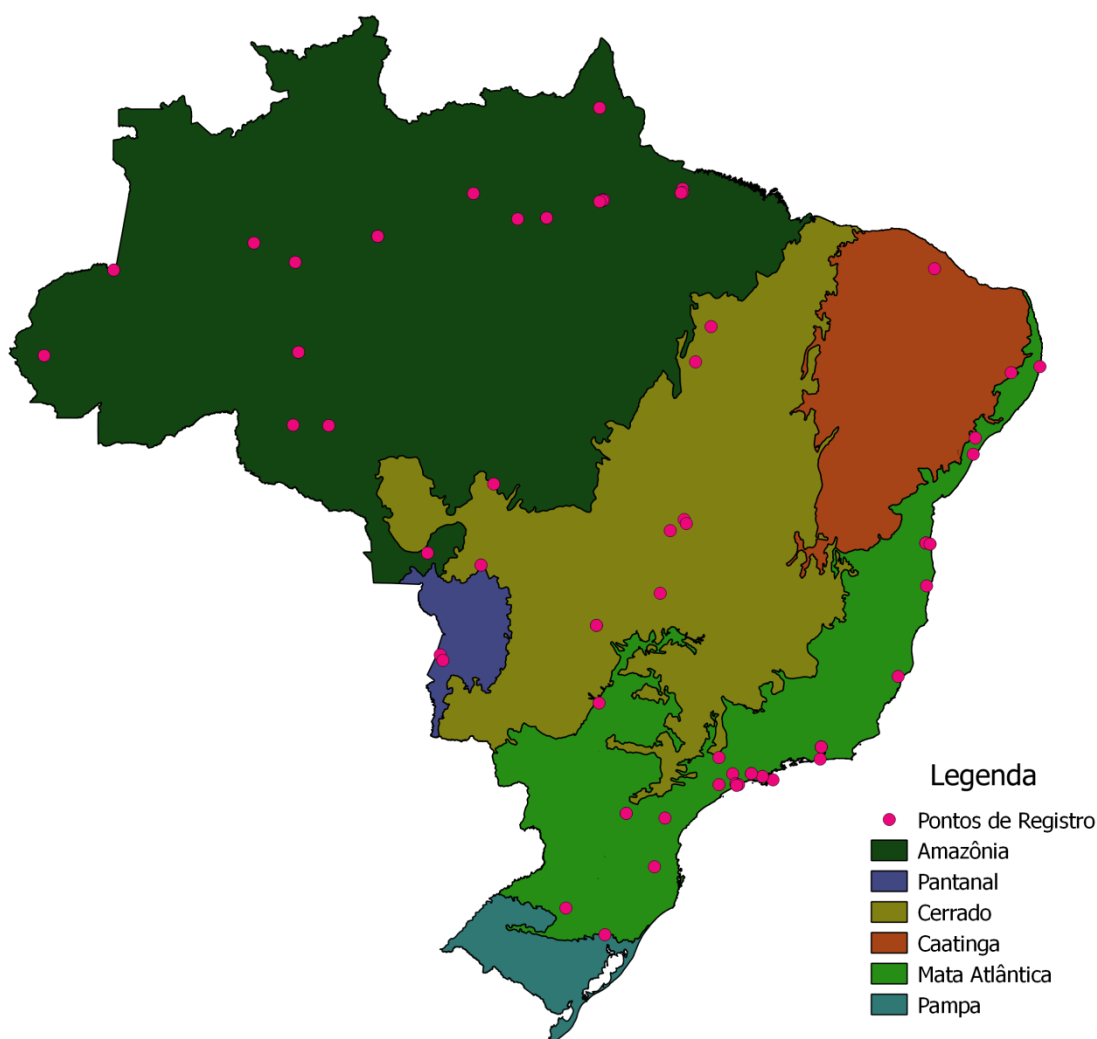 Legenda
Pontos de Registro
Amazônia
Pantanal
Cerrado
Caatinga
Mata Atlântica
Pampa